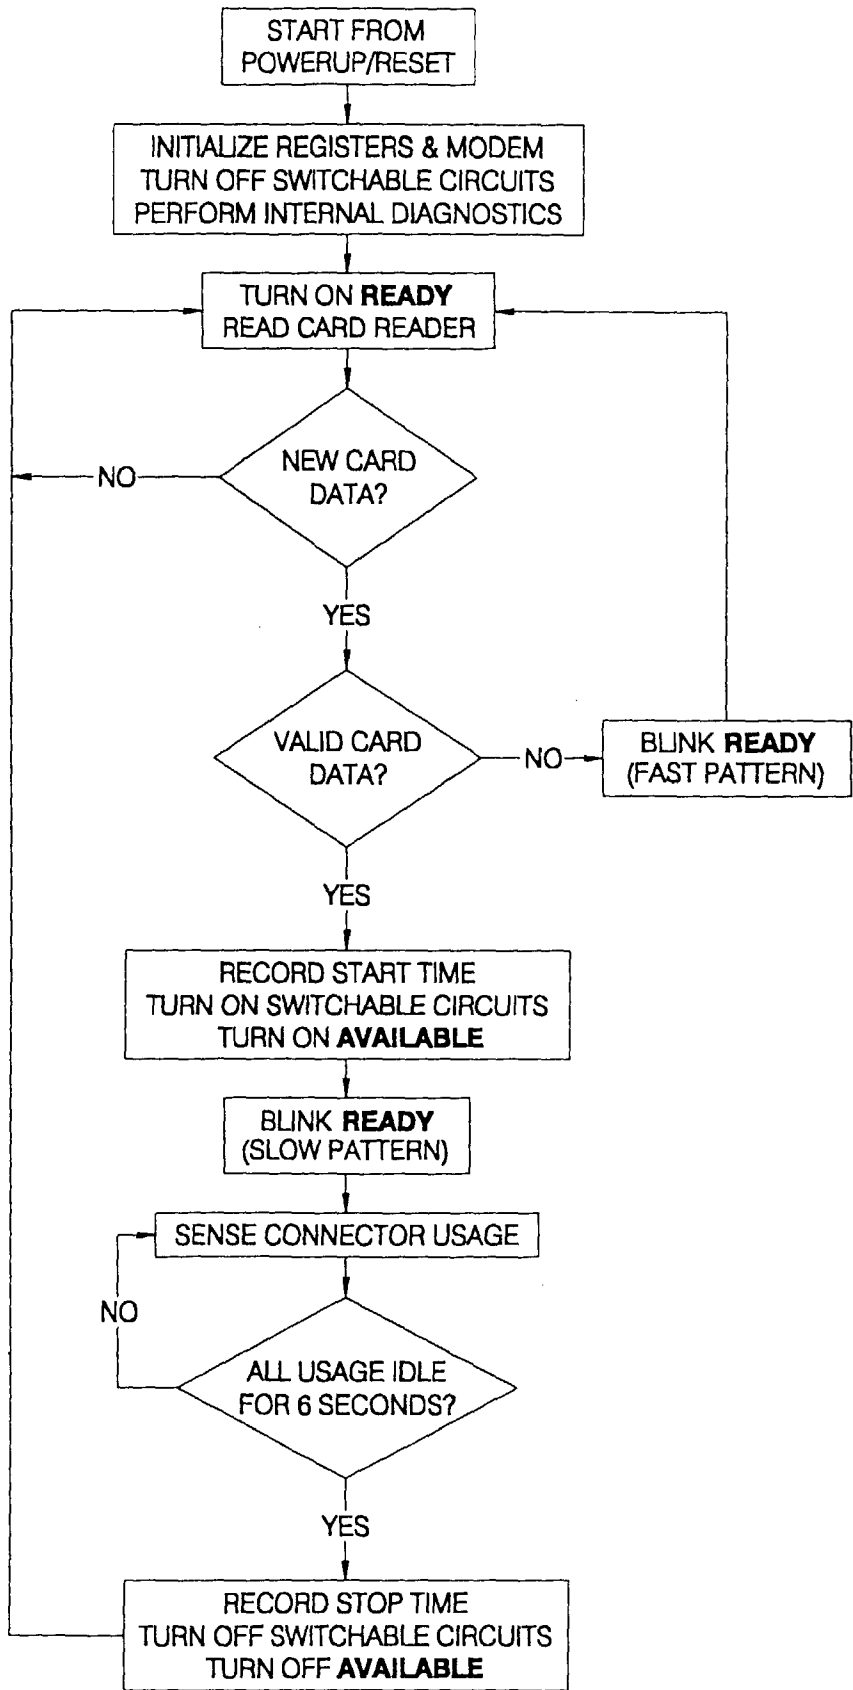 START FROM
POWERUP/RESET
INITIALIZE REGISTERS & MODEM
TURN OFF SWITCHABLE CIRCUITS
PERFORM INTERNAL DIAGNOSTICS
TURN ON READY
READ CARD READER
NEW CARD
DATA?
NO
YES
VALID CARD
DATA?
NO
BLINK READY
(FAST PATTERN)
YES
RECORD START TIME
TURN ON SWITCHABLE CIRCUITS
TURN ON AVAILABLE
BLINK READY
(SLOW PATTERN)
SENSE CONNECTOR USAGE
NO
ALL USAGE IDLE
FOR 6 SECONDS?
YES
RECORD STOP TIME
TURN OFF SWITCHABLE CIRCUITS
TURN OFF AVAILABLE